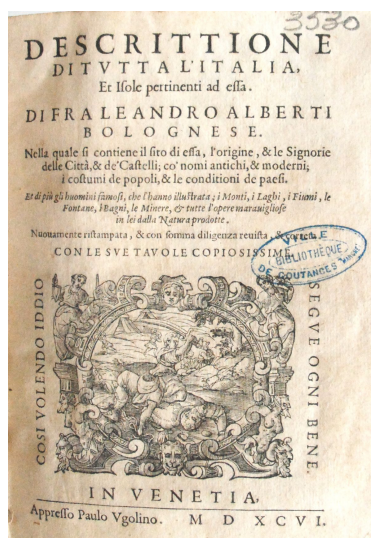 3530
DESCRITTIONE
DI TVTTA L'ITALIA,
Et Isole pertinenti ad essa.
DI FRA LEANDRO ALBERTI
BOLOGNESE.
Nella quale si contiene il sito di essa, l'origine, & le Signorie
delle Città, & de' Castelli; co' nomi antichi, & moderni;
i costumi de popoli, & le conditioni de paesi.
Et di più gli huomini famosi, che l'hanno illustrata; i Monti, i Laghi, i Fiumi, le
Fontane, i Bagni, le Minere, & tutte l'opere marauigliose
in lei dalla Natura prodotte.
Nuouamente ristampata, & con somma diligenza reuista, & corretta.
CON LE SVE TAVOLE COPIOSISSIME.
VILLE
BIBLIOTHÈQUE
DE COUTANCES
COSI VOLENDO IDDIO
SEGVE OGNI BENE.
IN VENETIA,
Appresso Paulo Vgolino. M D XCVI.